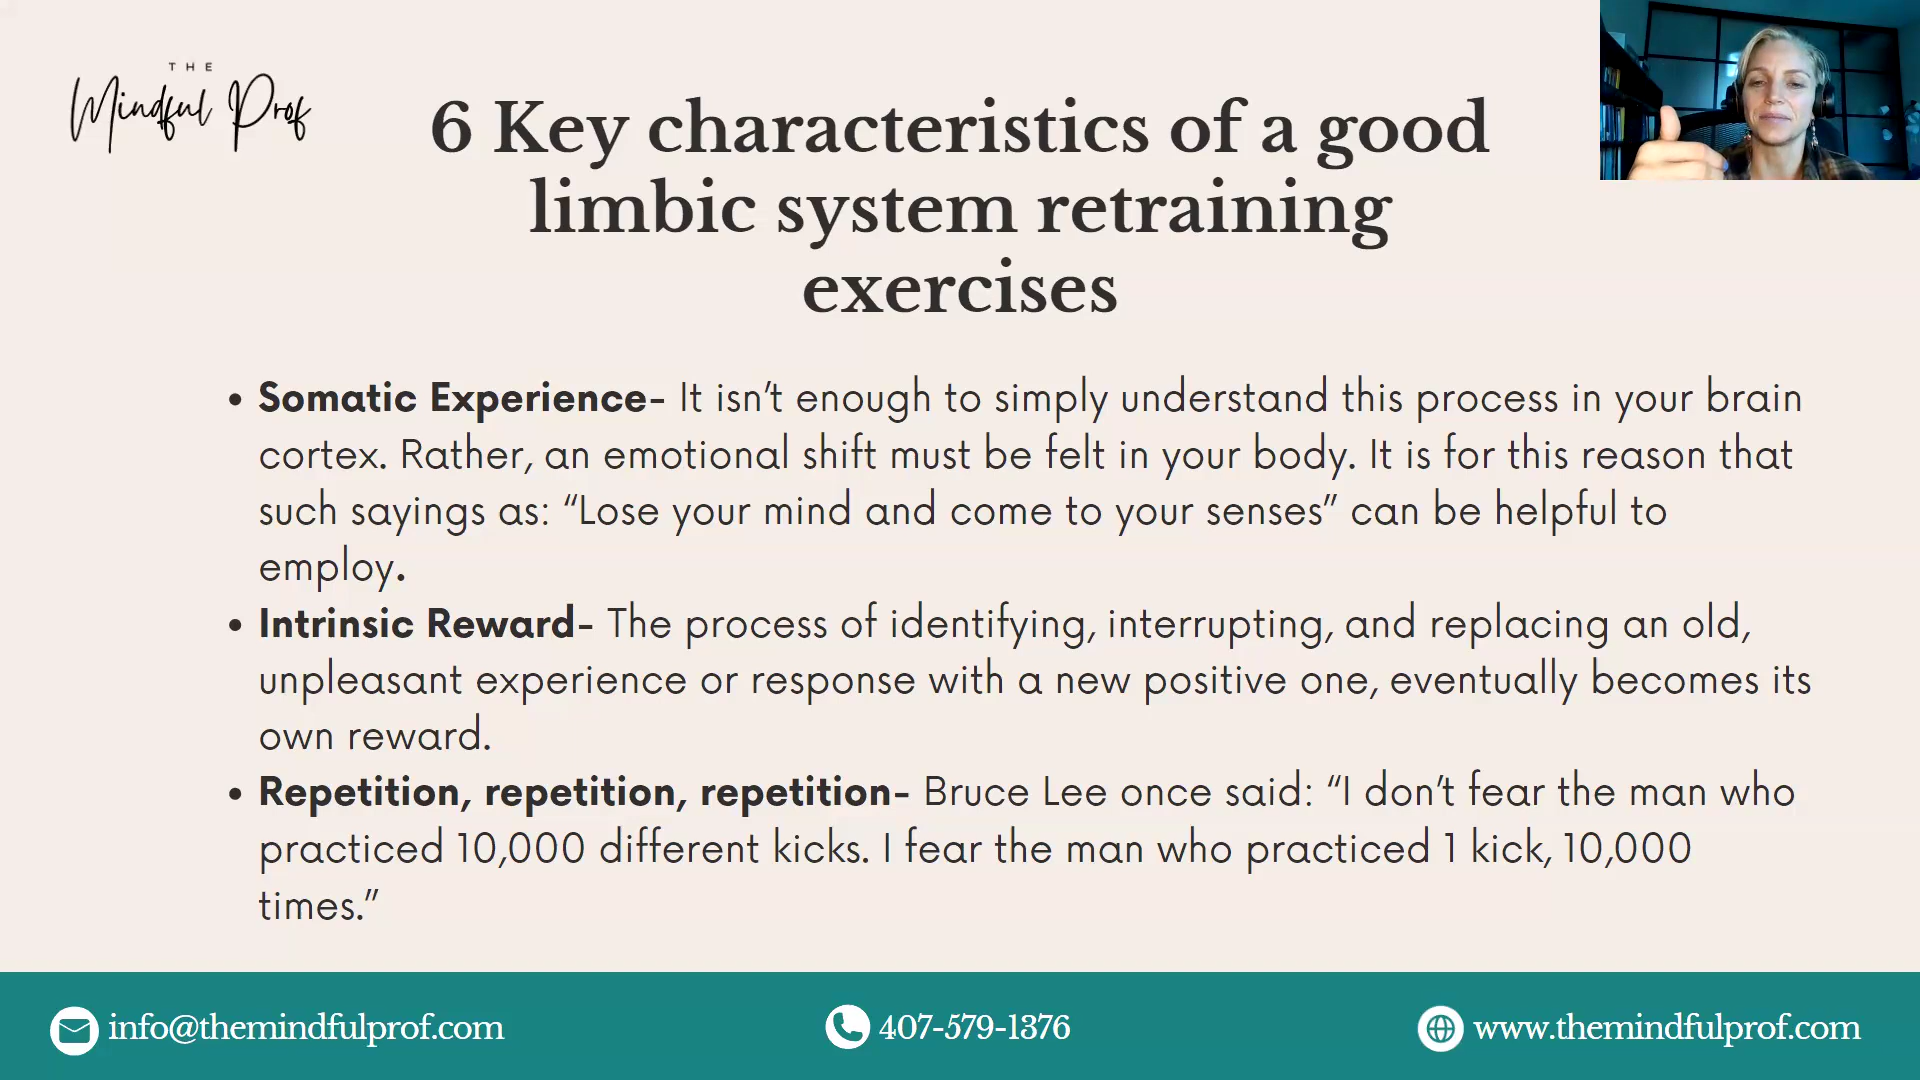 THE
Mindful Prof
6 Key characteristics of a good
limbic system retraining
exercises
• Somatic Experience- It isn’t enough to simply understand this process in your brain
cortex. Rather, an emotional shift must be felt in your body. It is for this reason that
such sayings as: “Lose your mind and come to your senses” can be helpful to
employ.
• Intrinsic Reward- The process of identifying, interrupting, and replacing an old,
unpleasant experience or response with a new positive one, eventually becomes its
own reward.
• Repetition, repetition, repetition- Bruce Lee once said: “I don’t fear the man who
practiced 10,000 different kicks. I fear the man who practiced 1 kick, 10,000
times.”
info@themindfulprof.com
407-579-1376
www.themindfulprof.com